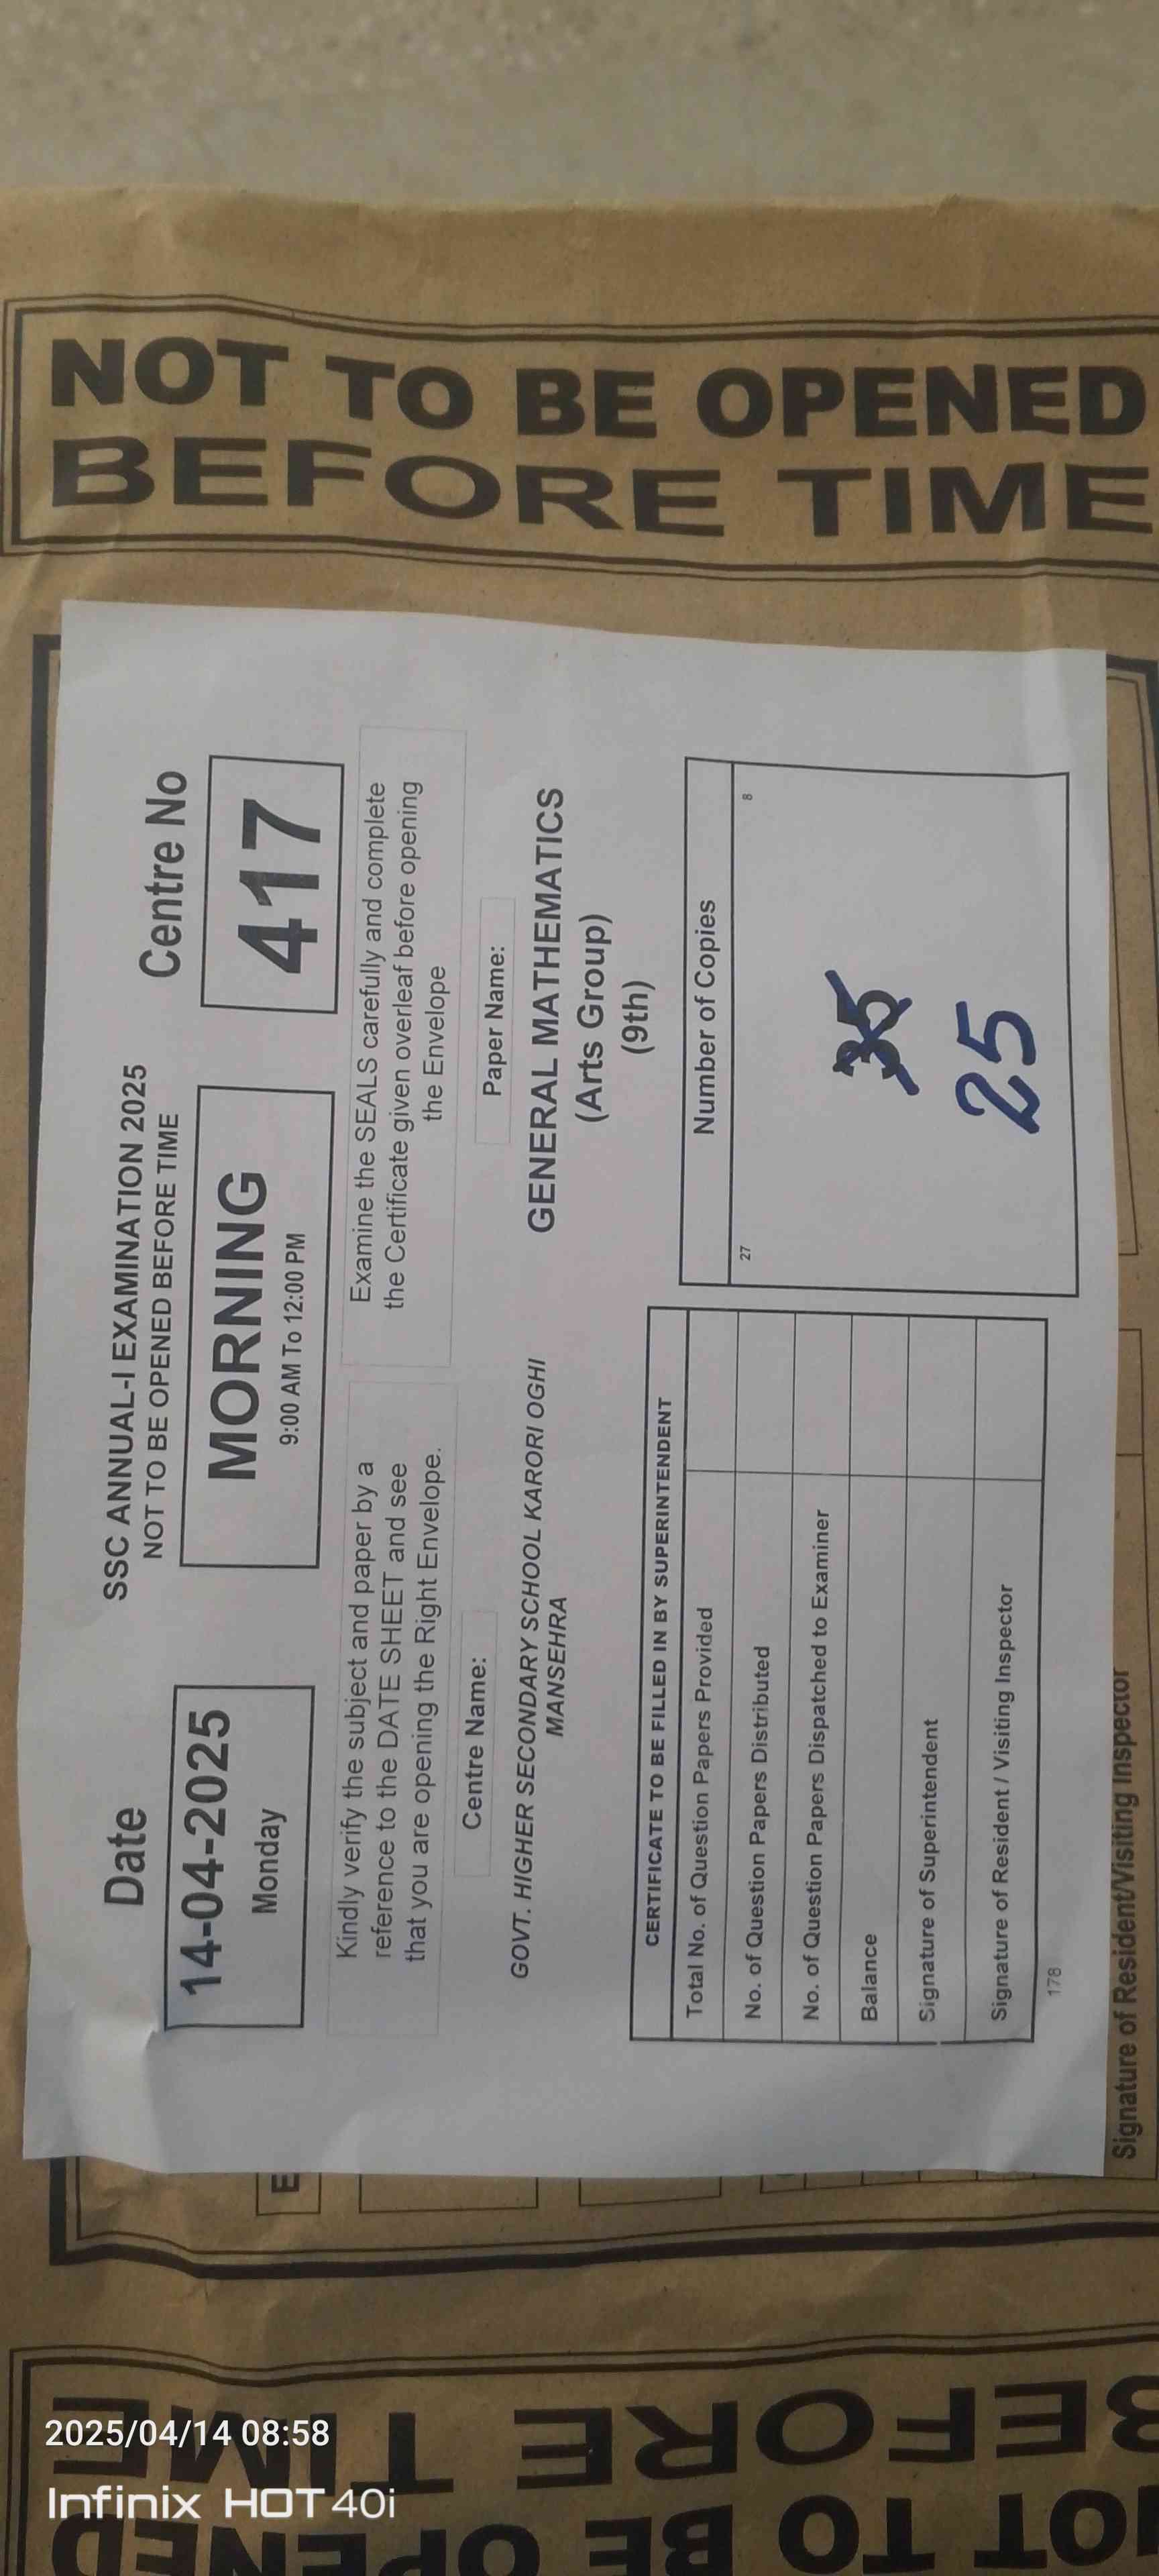 NOT TO BE OPENED
BEFORE TIME
SSC ANNUAL-I EXAMINATION 2025
NOT TO BE OPENED BEFORE TIME
Date
14-04-2025
Monday
MORNING
9:00 AM To 12:00 PM
Centre No
417
Kindly verify the subject and paper by a
reference to the DATE SHEET and see
that you are opening the Right Envelope.
Examine the SEALS carefully and complete
the Certificate given overleaf before opening
the Envelope
Centre Name:
GOVT. HIGHER SECONDARY SCHOOL KARORI OGHI
MANSEHRA
Paper Name:
GENERAL MATHEMATICS
(Arts Group)
(9th)
CERTIFICATE TO BE FILLED IN BY SUPERINTENDENT
Total No. of Question Papers Provided
No. of Question Papers Distributed
No. of Question Papers Dispatched to Examiner
Balance
Signature of Superintendent
Signature of Resident / Visiting Inspector
178
Number of Copies
27 8
35
25
Signature of Resident/Visiting Inspector
E
NOT TO BE OPENED
BEFORE TIME
2025/04/14 08:58
Infinix HOT 40i